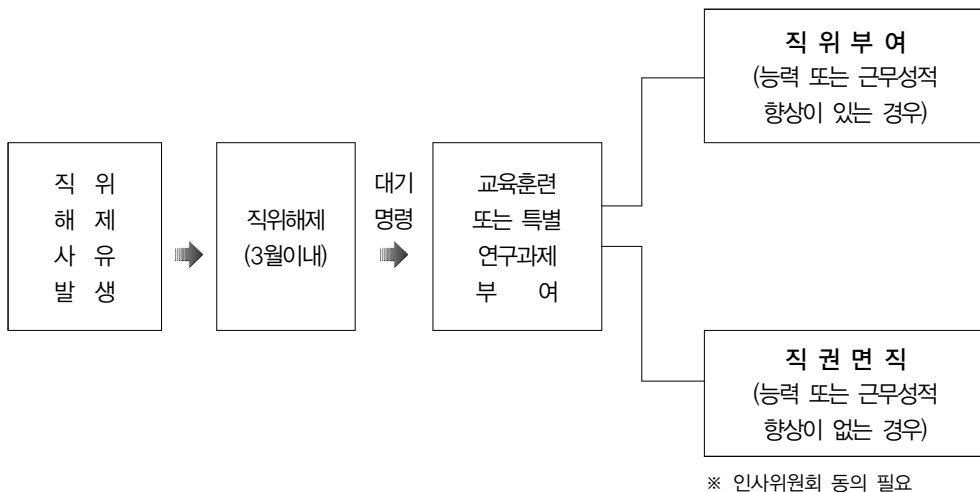 직 위
해 제
사 유
발 생
직위해제
(3월이내)
대기
명령
교육훈련
또는 특별
연구과제
부 여
직 위 부 여
(능력 또는 근무성적
향상이 있는 경우)
직 권 면 직
(능력 또는 근무성적
향상이 없는 경우)
※ 인사위원회 동의 필요